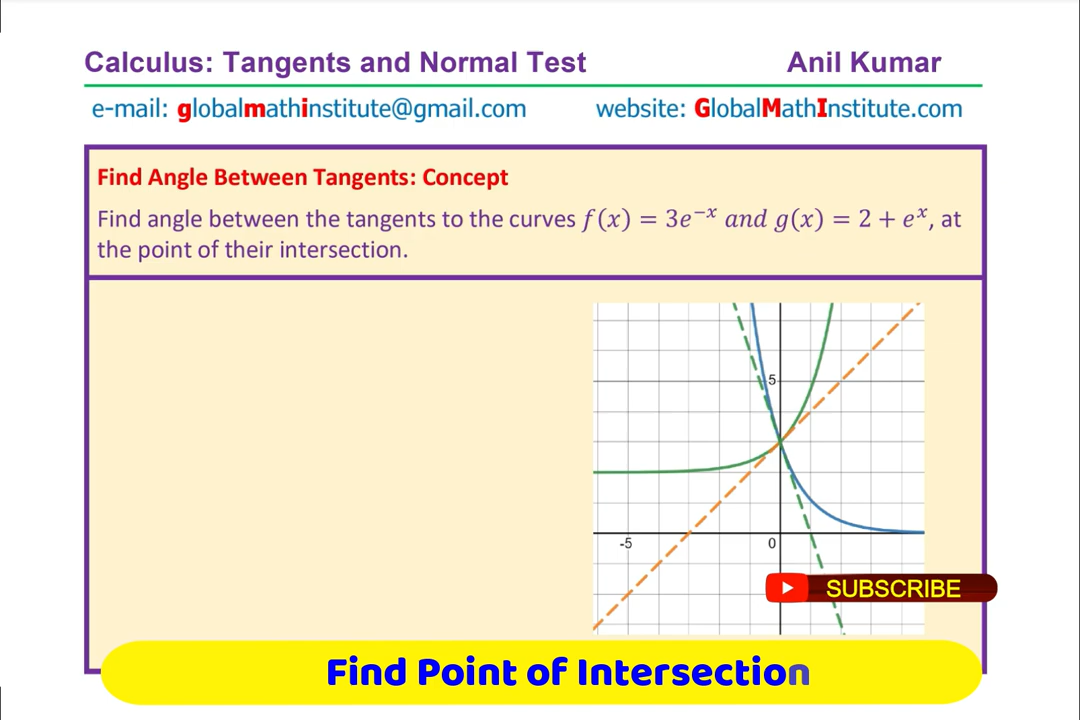 Calculus: Tangents and Normal Test Anil Kumar
e-mail: globalmathinstitute@gmail.com website: GlobalMathInstitute.com
Find Angle Between Tangents: Concept
Find angle between the tangents to the curves f(x) = 3e⁻ˣ and g(x) = 2 + eˣ, at
the point of their intersection.
5
-5 0
SUBSCRIBE
Find Point of Intersection